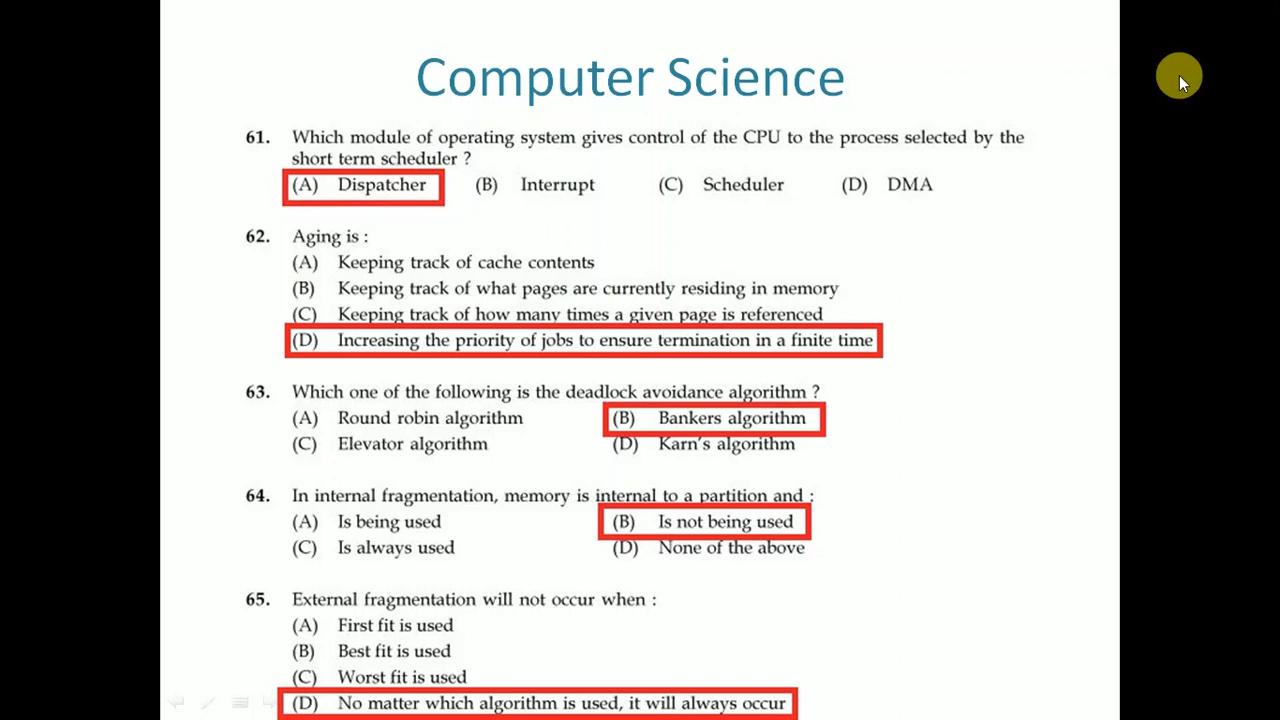 Computer Science
61. Which module of operating system gives control of the CPU to the process selected by the
short term scheduler ?
(A) Dispatcher (B) Interrupt (C) Scheduler (D) DMA
62. Aging is :
(A) Keeping track of cache contents
(B) Keeping track of what pages are currently residing in memory
(C) Keeping track of how many times a given page is referenced
(D) Increasing the priority of jobs to ensure termination in a finite time
63. Which one of the following is the deadlock avoidance algorithm ?
(A) Round robin algorithm (B) Bankers algorithm
(C) Elevator algorithm (D) Karn's algorithm
64. In internal fragmentation, memory is internal to a partition and :
(A) Is being used (B) Is not being used
(C) Is always used (D) None of the above
65. External fragmentation will not occur when :
(A) First fit is used
(B) Best fit is used
(C) Worst fit is used
(D) No matter which algorithm is used, it will always occur